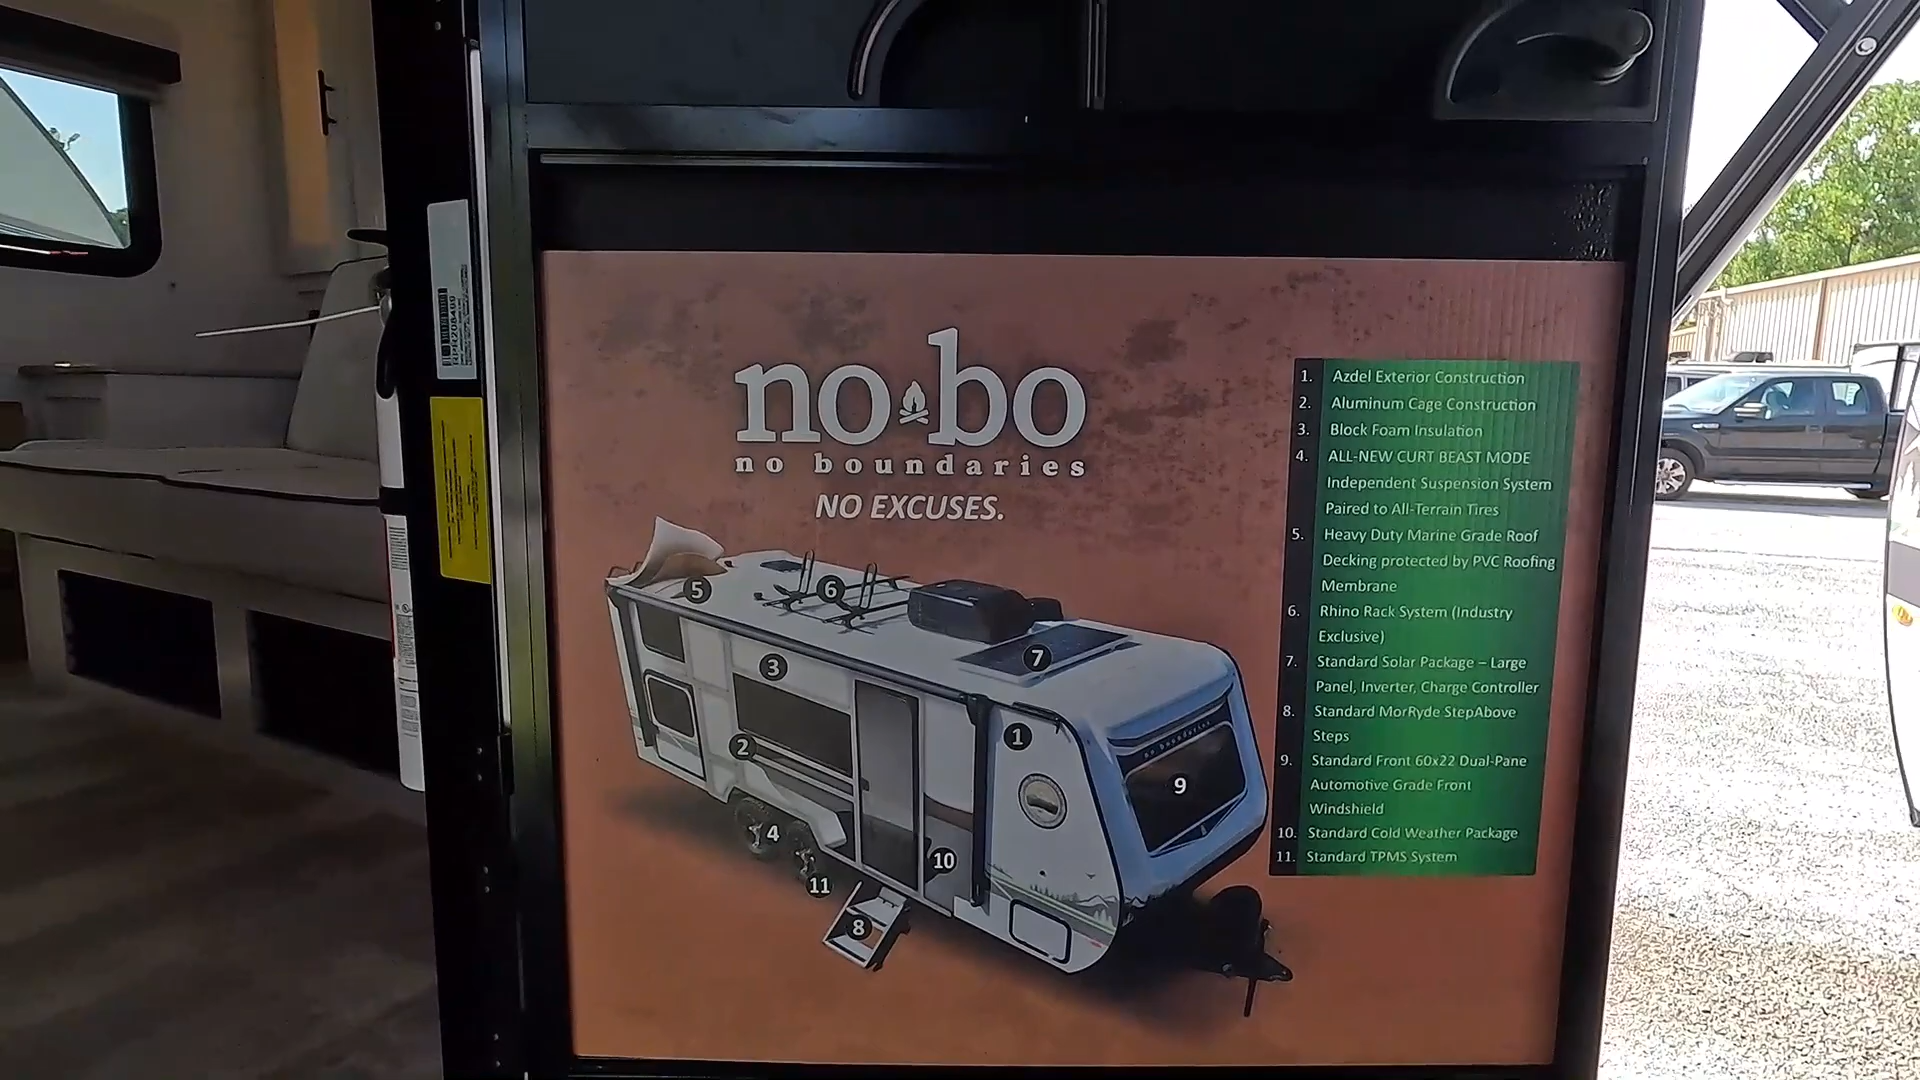 no bo
no boundaries
NO EXCUSES.
1. Azdel Exterior Construction
2. Aluminum Cage Construction
3. Block Foam Insulation
4. ALL-NEW CURT BEAST MODE
Independent Suspension System
Paired to All-Terrain Tires
5. Heavy Duty Marine Grade Roof
Decking protected by PVC Roofing
Membrane
6. Rhino Rack System (Industry
Exclusive)
7. Standard Solar Package – Large
Panel, Inverter, Charge Controller
8. Standard MorRyde StepAbove
Steps
9. Standard Front 60x22 Dual-Pane
Automotive Grade Front
Windshield
10. Standard Cold Weather Package
11. Standard TPMS System
5
6
7
3
1
2
no boundaries
9
4
10
11
8